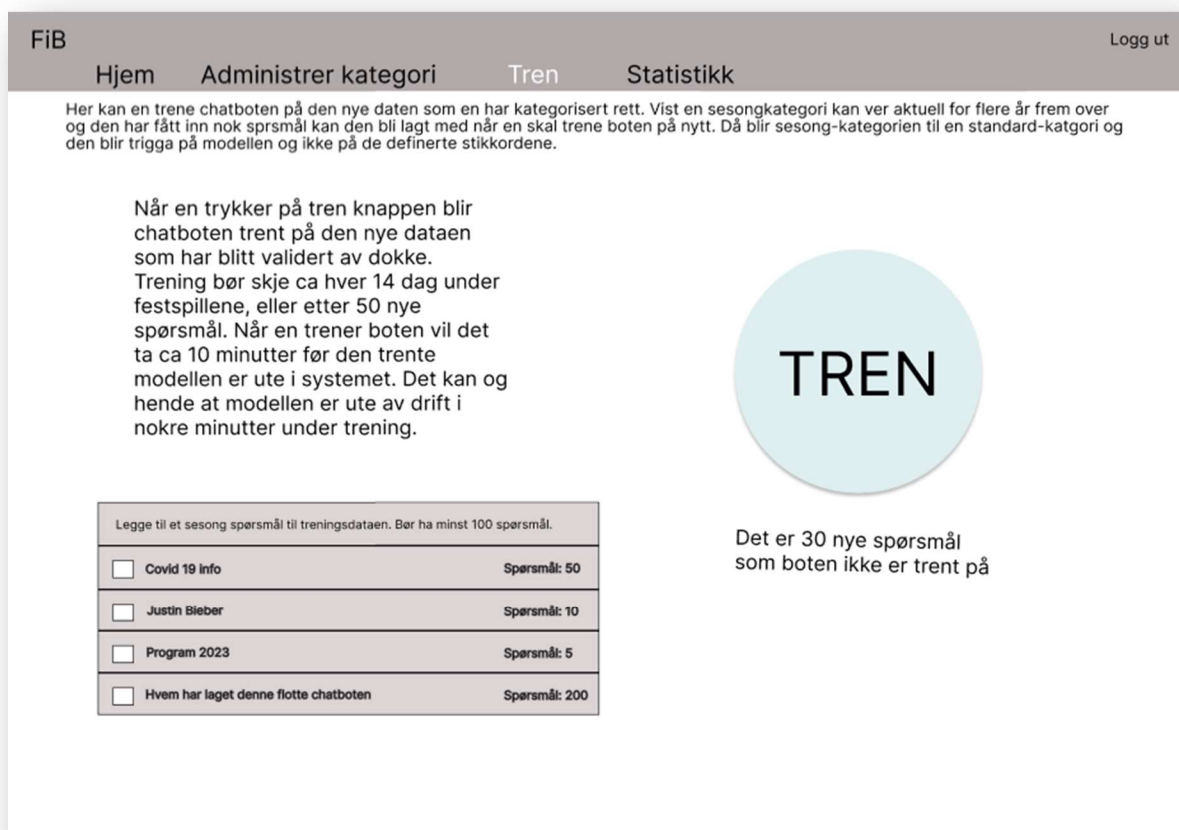 FiB
Logg ut
Hjem Administrer kategori Tren Statistikk
Her kan en trene chatboten på den nye daten som en har kategorisert rett. Vist en sesongkategori kan ver aktuell for flere år frem over
og den har fått inn nok sprsmål kan den bli lagt med når en skal trene boten på nytt. Då blir sesong-kategorien til en standard-katgori og
den blir trigga på modellen og ikke på de definerte stikkordene.
Når en trykker på tren knappen blir
chatboten trent på den nye dataen
som har blitt validert av dokke.
Trening bør skje ca hver 14 dag under
festspillene, eller etter 50 nye
spørsmål. Når en trener boten vil det
ta ca 10 minutter før den trente
modellen er ute i systemet. Det kan og
hende at modellen er ute av drift i
nokre minutter under trening.
TREN
Det er 30 nye spørsmål
som boten ikke er trent på
Legge til et sesong spørsmål til treningsdataen. Bør ha minst 100 spørsmål.
Covid 19 info Spørsmål: 50
Justin Bieber Spørsmål: 10
Program 2023 Spørsmål: 5
Hvem har laget denne flotte chatboten Spørsmål: 200